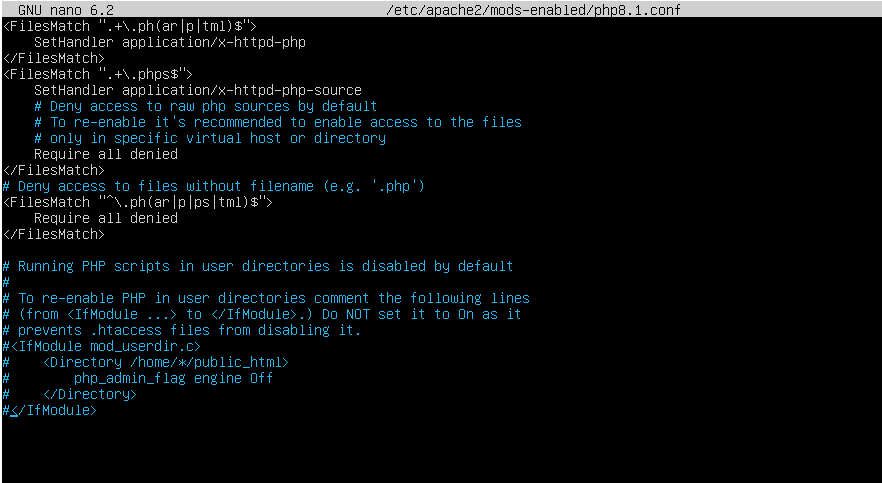 GNU nano 6.2 /etc/apache2/mods-enabled/php8.1.conf
<FilesMatch ".+\.ph(ar|p|tml)$">
    SetHandler application/x-httpd-php
</FilesMatch>
<FilesMatch ".+\.phps$">
    SetHandler application/x-httpd-php-source
    # Deny access to raw php sources by default
    # To re-enable it's recommended to enable access to the files
    # only in specific virtual host or directory
    Require all denied
</FilesMatch>
# Deny access to files without filename (e.g. '.php')
<FilesMatch "^\.ph(ar|p|ps|tml)$">
    Require all denied
</FilesMatch>

# Running PHP scripts in user directories is disabled by default
#
# To re-enable PHP in user directories comment the following lines
# (from <IfModule ...> to </IfModule>.) Do NOT set it to On as it
# prevents .htaccess files from disabling it.
#<IfModule mod_userdir.c>
#    <Directory /home/*/public_html>
#        php_admin_flag engine Off
#    </Directory>
#</IfModule>